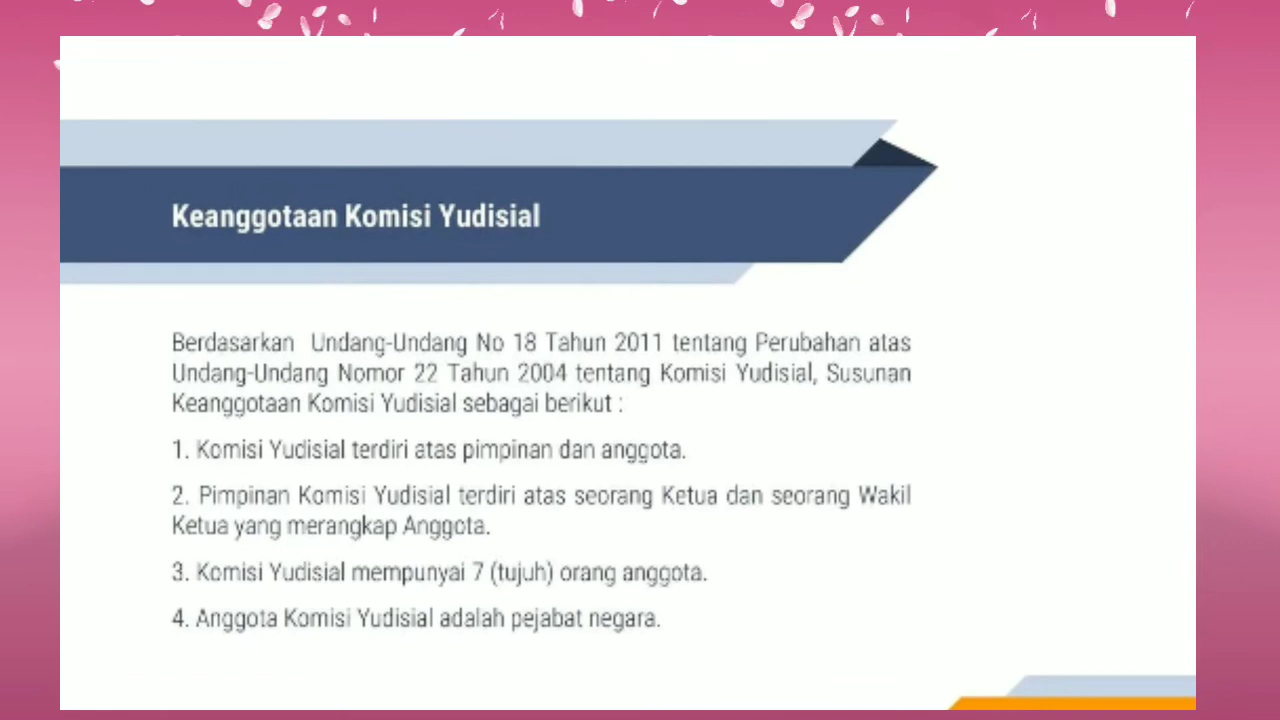 Keanggotaan Komisi Yudisial
Berdasarkan Undang-Undang No 18 Tahun 2011 tentang Perubahan atas
Undang-Undang Nomor 22 Tahun 2004 tentang Komisi Yudisial, Susunan
Keanggotaan Komisi Yudisial sebagai berikut :
1. Komisi Yudisial terdiri atas pimpinan dan anggota.
2. Pimpinan Komisi Yudisial terdiri atas seorang Ketua dan seorang Wakil
Ketua yang merangkap Anggota.
3. Komisi Yudisial mempunyai 7 (tujuh) orang anggota.
4. Anggota Komisi Yudisial adalah pejabat negara.